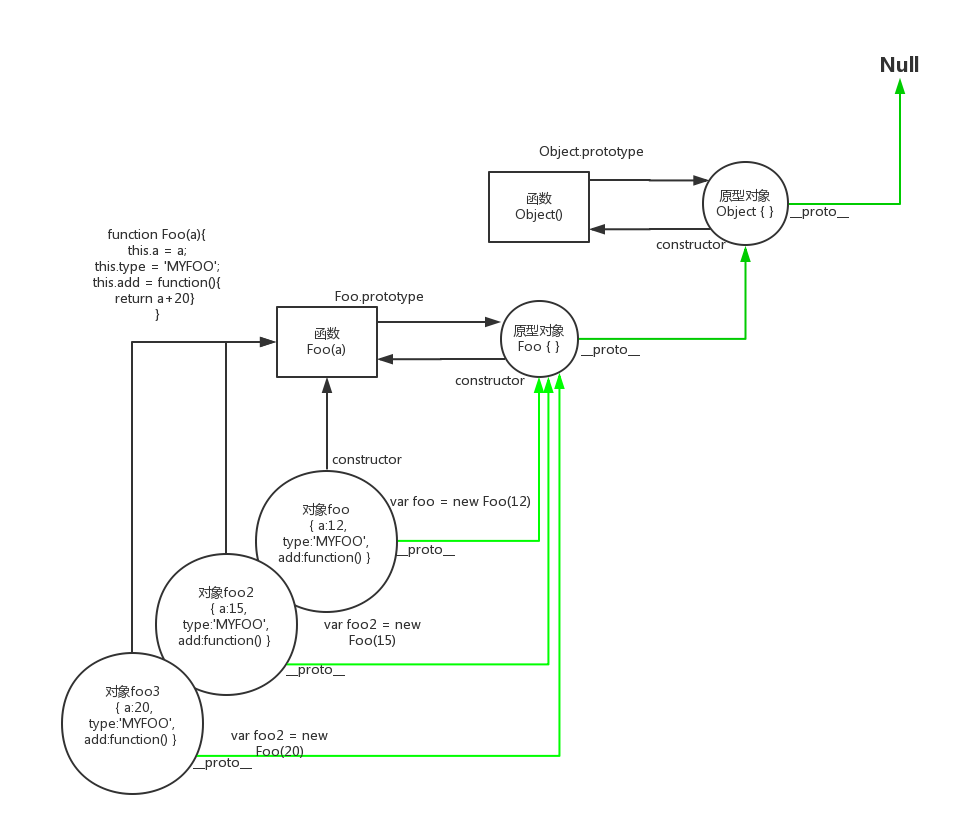 Null
Object.prototype
函数
Object()
原型对象
Object { }
__proto__
constructor
function Foo(a){
this.a = a;
this.type = 'MYFOO';
this.add = function(){
return a+20}
}
Foo.prototype
函数
Foo(a)
原型对象
Foo { }
__proto__
constructor
constructor
对象foo
{ a:12,
type:'MYFOO',
add:function() }
var foo = new Foo(12)
__proto__
对象foo2
{ a:15,
type:'MYFOO',
add:function() }
var foo2 = new
Foo(15)
__proto__
对象foo3
{ a:20,
type:'MYFOO',
add:function() }
var foo2 = new
Foo(20)
__proto__